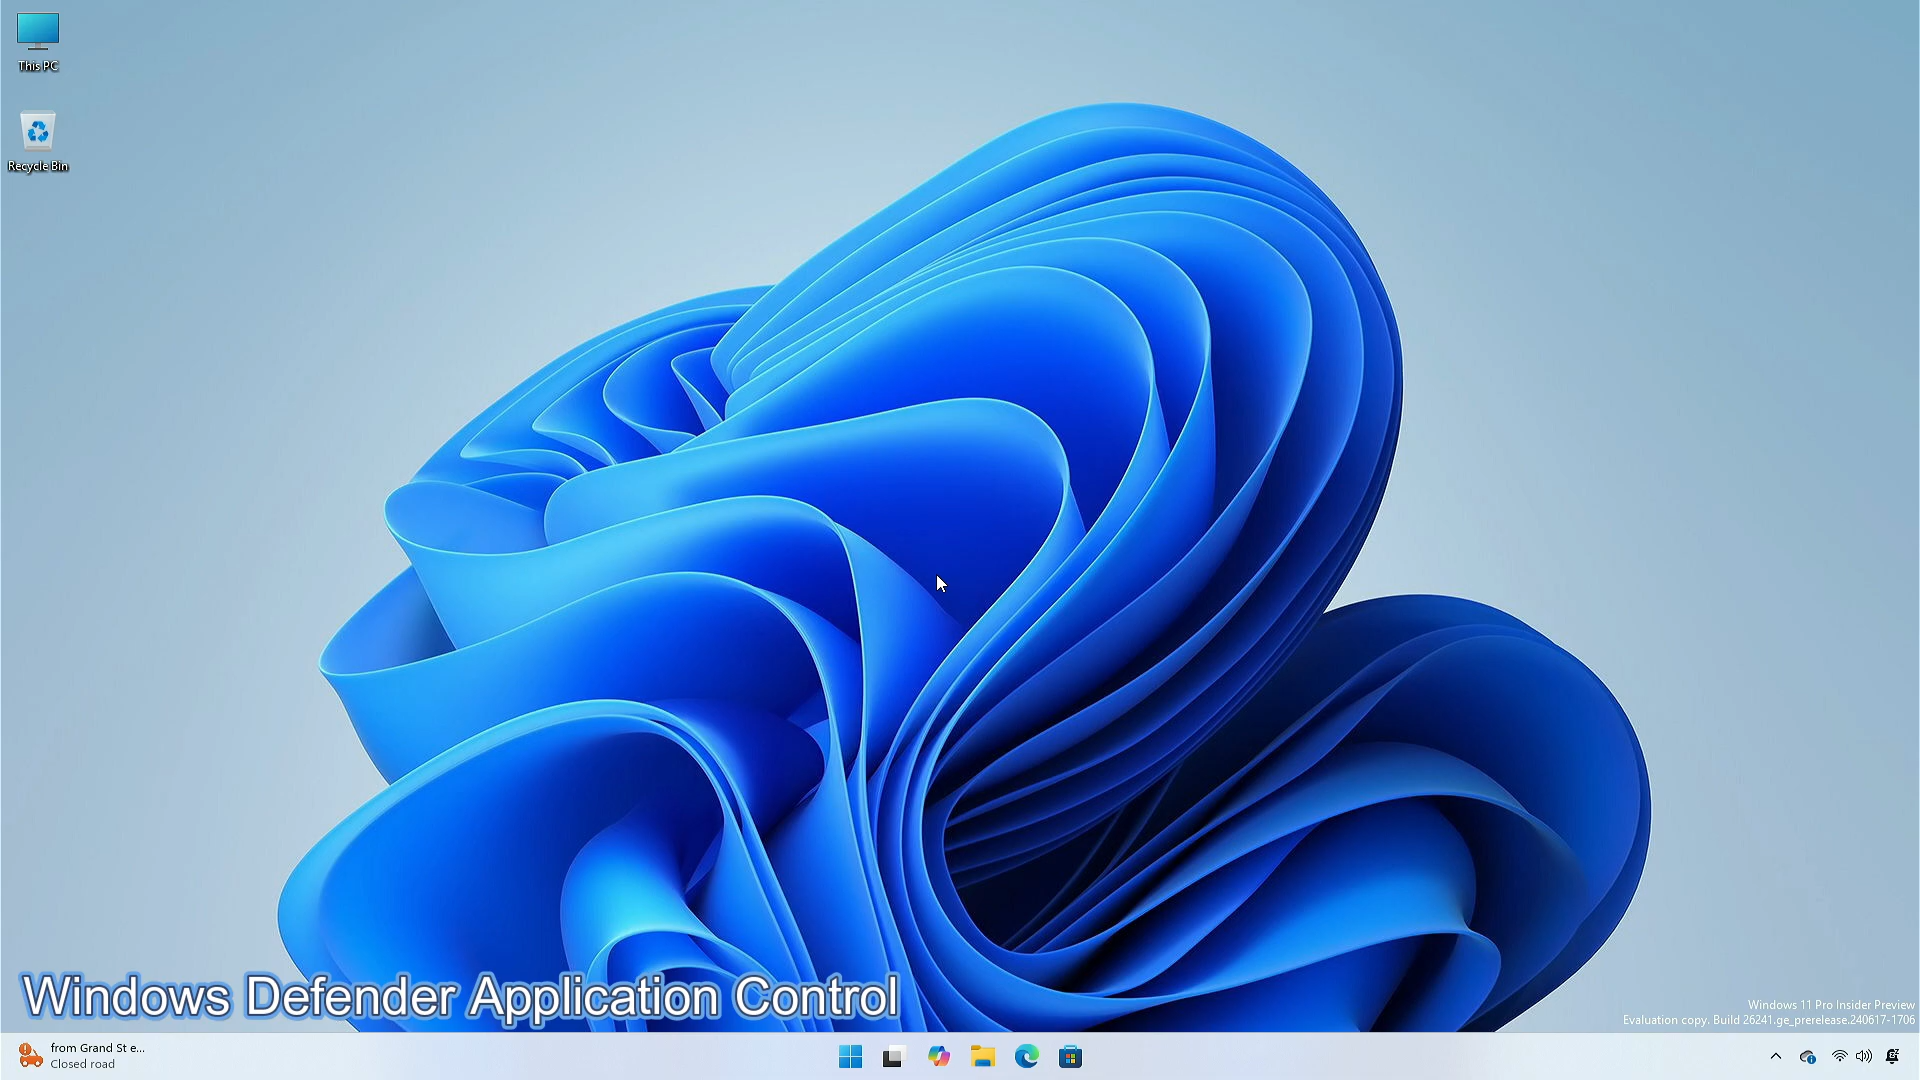 This PC
Recycle Bin
Windows Defender Application Control
Windows 11 Pro Insider Preview
Evaluation copy. Build 26241.ge_prerelease.240617-1706
from Grand St e...
Closed road